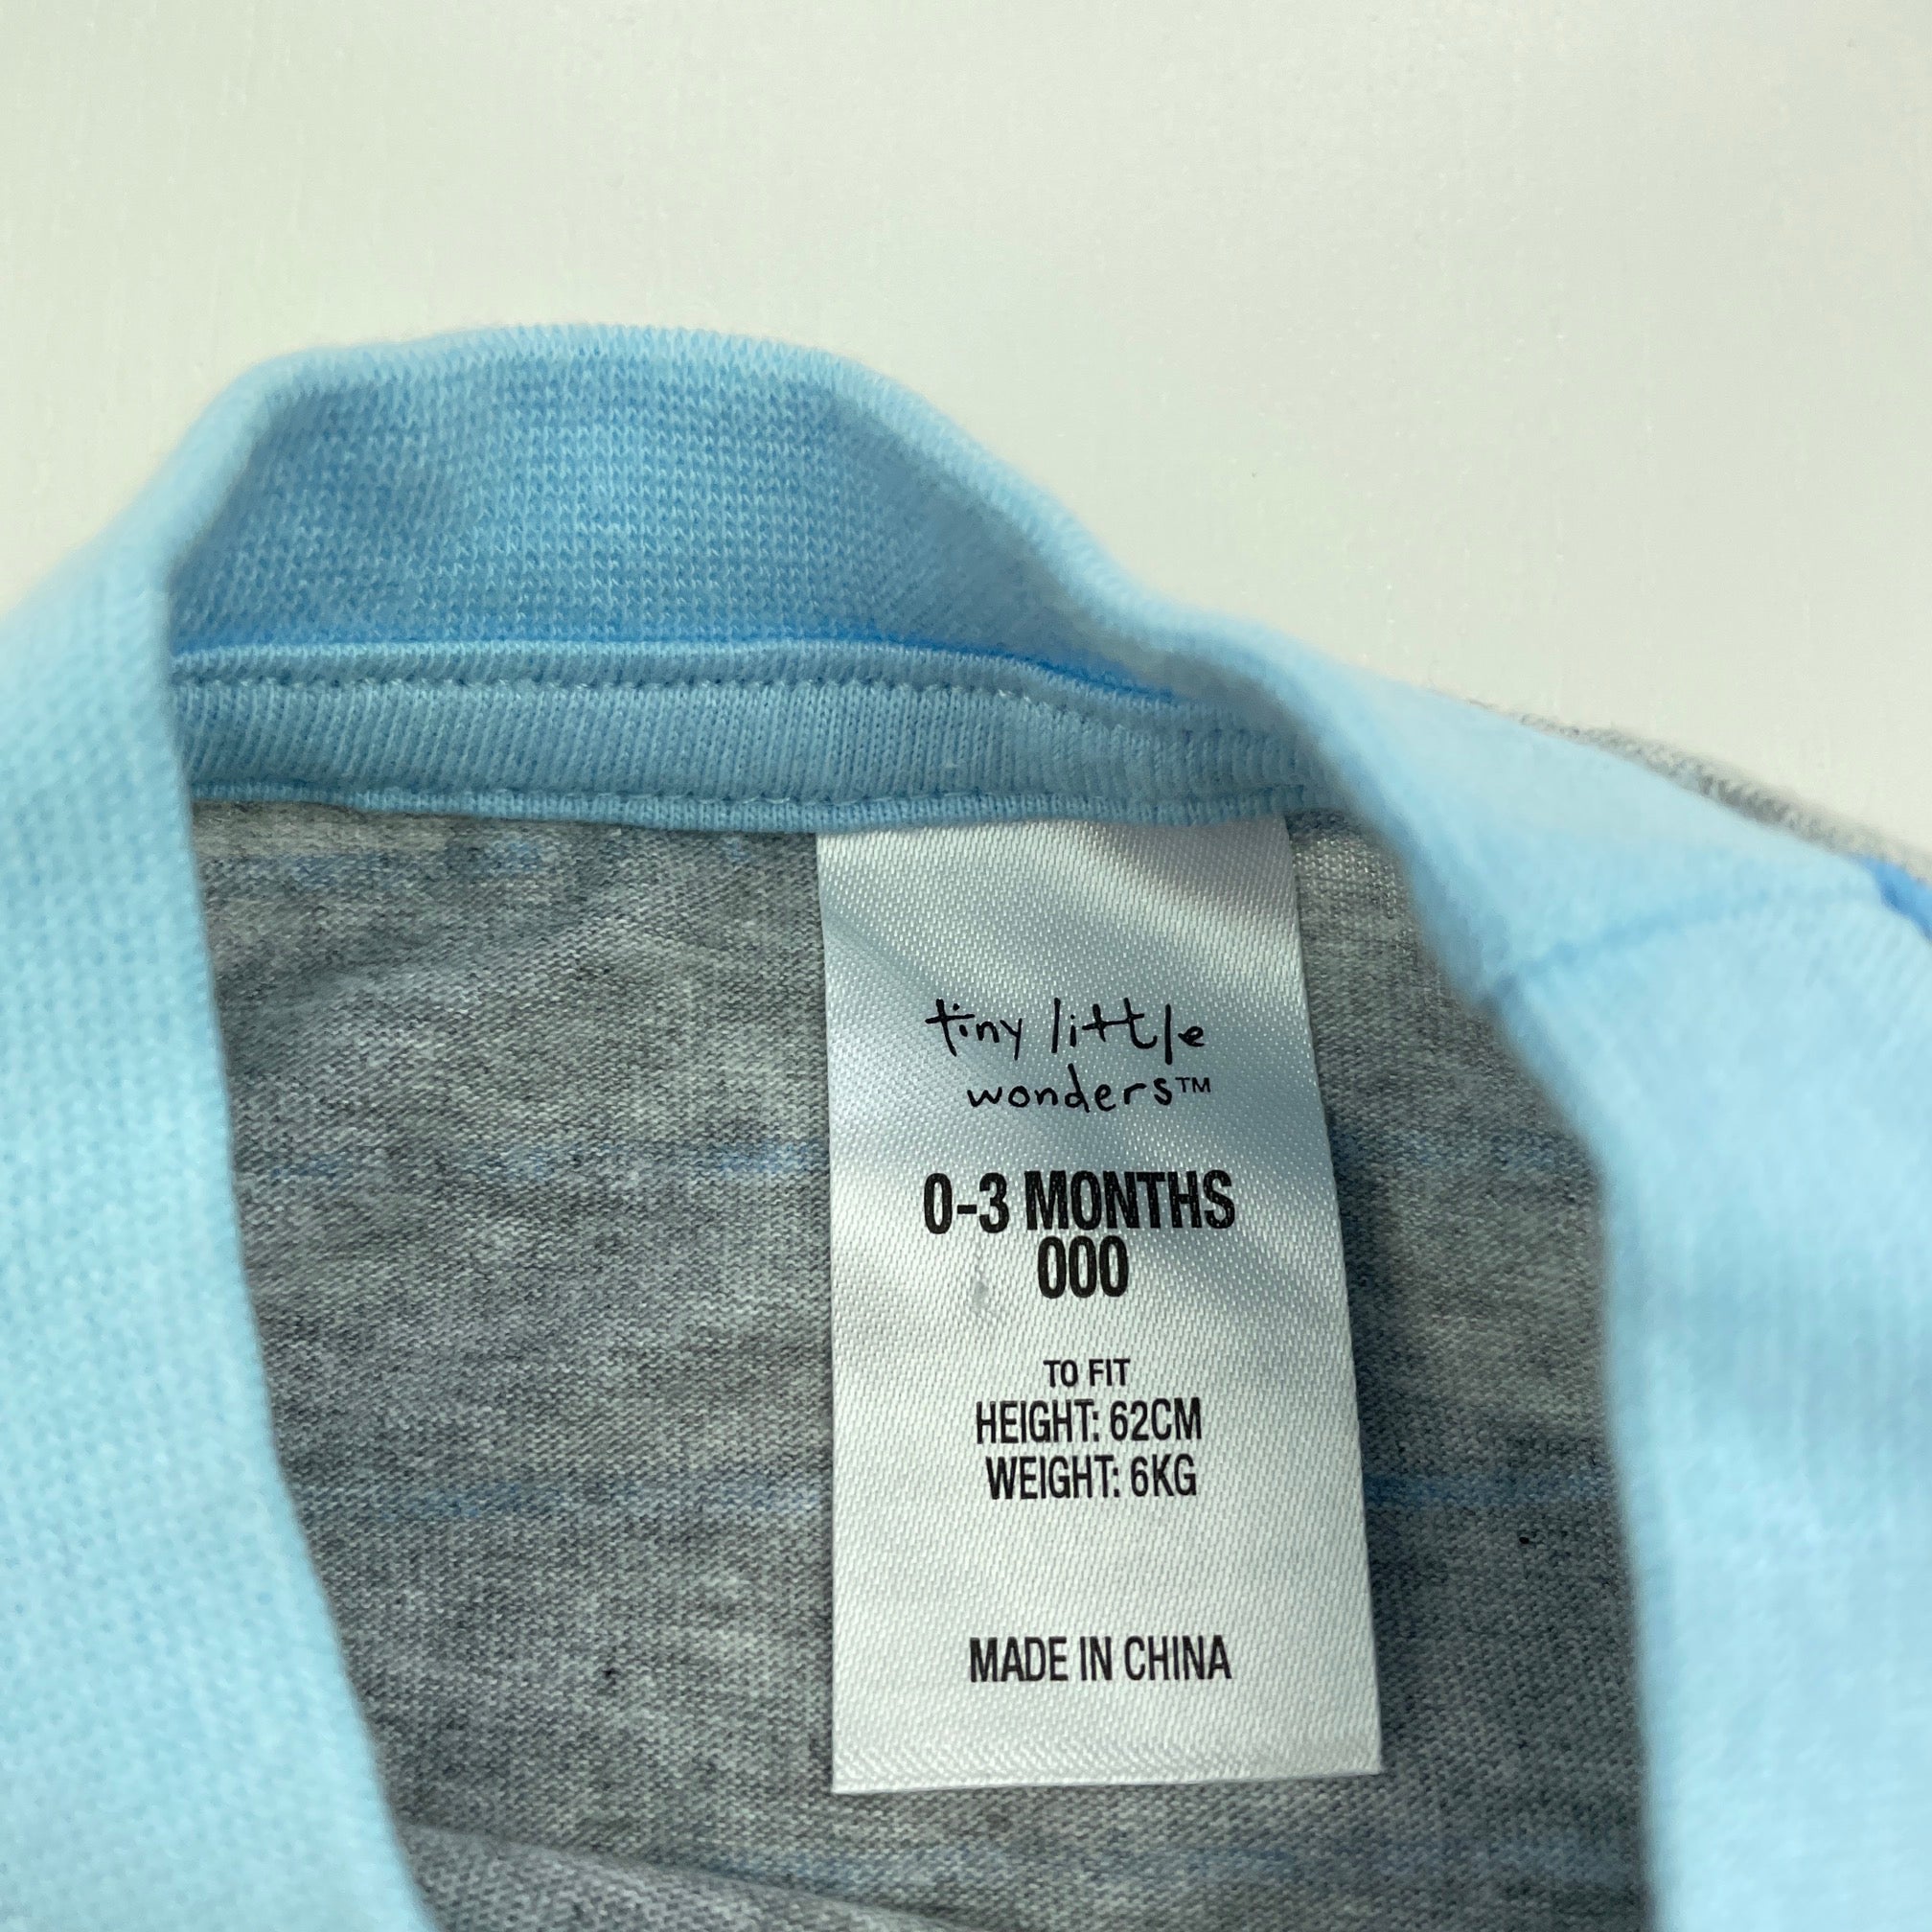 tiny little
wonders™
0-3 MONTHS
000
TO FIT
HEIGHT: 62CM
WEIGHT: 6KG
MADE IN CHINA